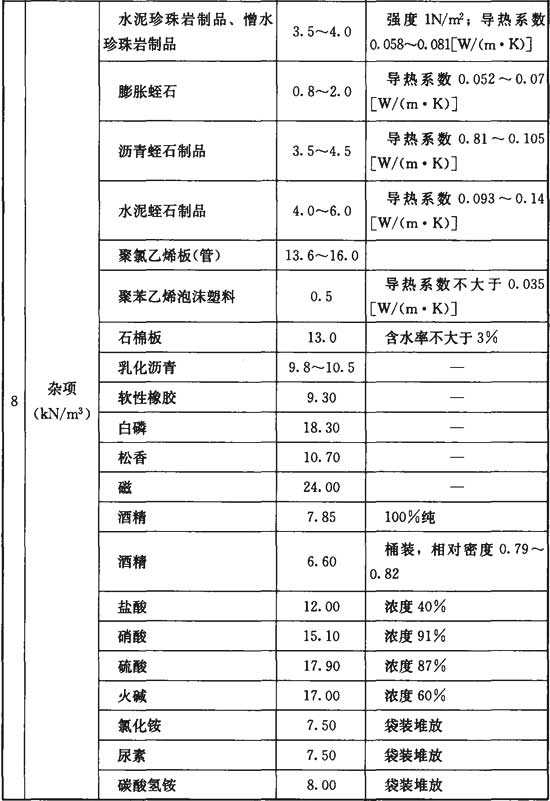 水泥珍珠岩制品、憎水
珍珠岩制品
3.5～4.0
强度 1N/m²；导热系数
0.058～0.081[W/(m·K)]
膨胀蛭石
0.8～2.0
导热系数 0.052～0.07
[W/(m·K)]
沥青蛭石制品
3.5～4.5
导热系数 0.81～0.105
[W/(m·K)]
水泥蛭石制品
4.0～6.0
导热系数 0.093～0.14
[W/(m·K)]
聚氯乙烯板(管)
13.6～16.0
聚苯乙烯泡沫塑料
0.5
导热系数不大于 0.035
[W/(m·K)]
石棉板
13.0
含水率不大于 3%
乳化沥青
9.8～10.5
—
8
杂项
(kN/m³)
软性橡胶
9.30
—
白磷
18.30
—
松香
10.70
—
磁
24.00
—
酒精
7.85
100%纯
酒精
6.60
桶装，相对密度 0.79～
0.82
盐酸
12.00
浓度 40%
硝酸
15.10
浓度 91%
硫酸
17.90
浓度 87%
火碱
17.00
浓度 60%
氯化铵
7.50
袋装堆放
尿素
7.50
袋装堆放
碳酸氢铵
8.00
袋装堆放